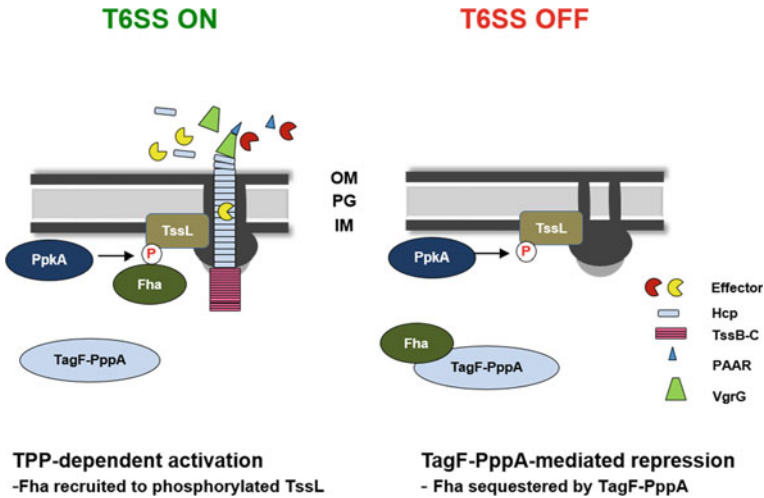 T6SS ON
T6SS OFF
OM
PG
IM
TssL
P
PpkA
Fha
TagF-PppA
TssL
P
PpkA
Fha
TagF-PppA
Effector
Hcp
TssB-C
PAAR
VgrG
TPP-dependent activation
-Fha recruited to phosphorylated TssL
TagF-PppA-mediated repression
- Fha sequestered by TagF-PppA